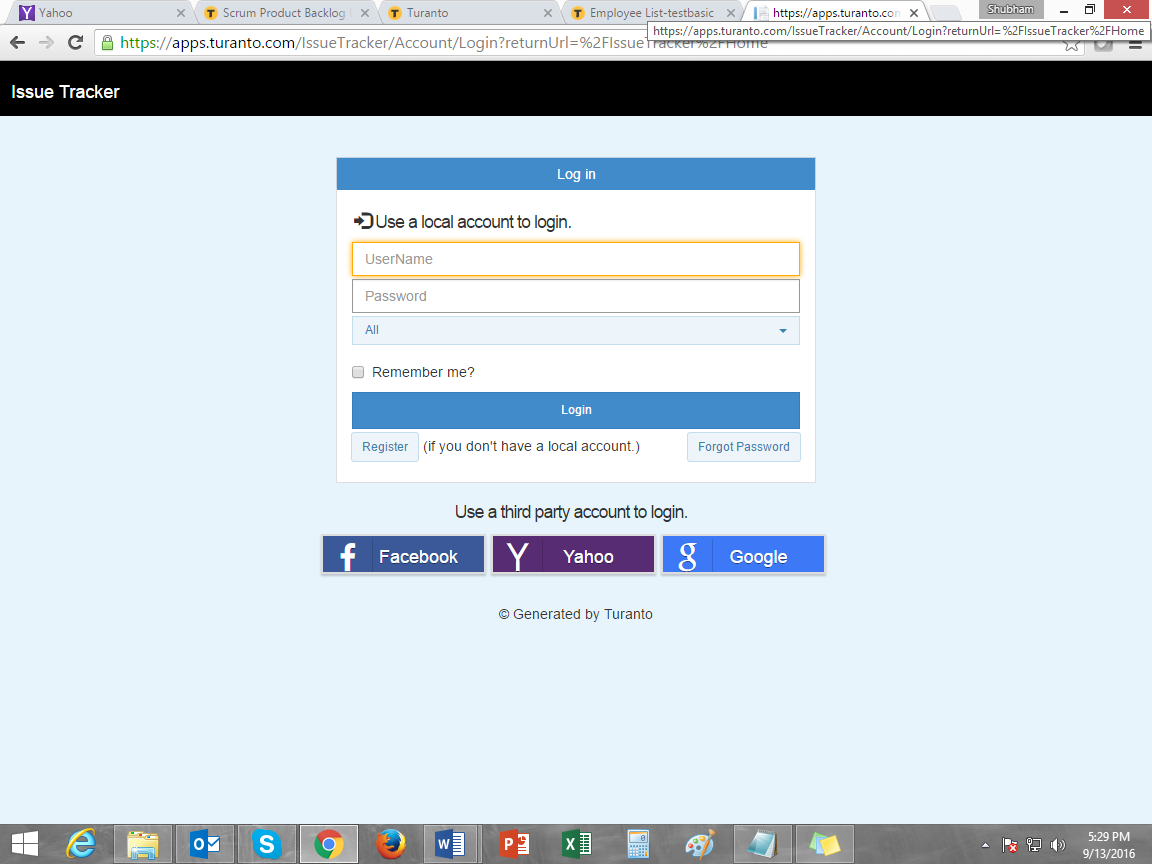 Yahoo
Scrum Product Backlog
Turanto
Employee List-testbasic
https://apps.turanto.con
Shubham
https://apps.turanto.com/IssueTracker/Account/Login?returnUrl=%2FIssueTracker%2FHome
https://apps.turanto.com/IssueTracker/Account/Login?returnUrl=%2FIssueTracker%2FHome
Issue Tracker
Log in
Use a local account to login.
UserName
Password
All
Remember me?
Login
Register (if you don't have a local account.) Forgot Password
Use a third party account to login.
f Facebook
Y Yahoo
g Google
© Generated by Turanto
5:29 PM
9/13/2016